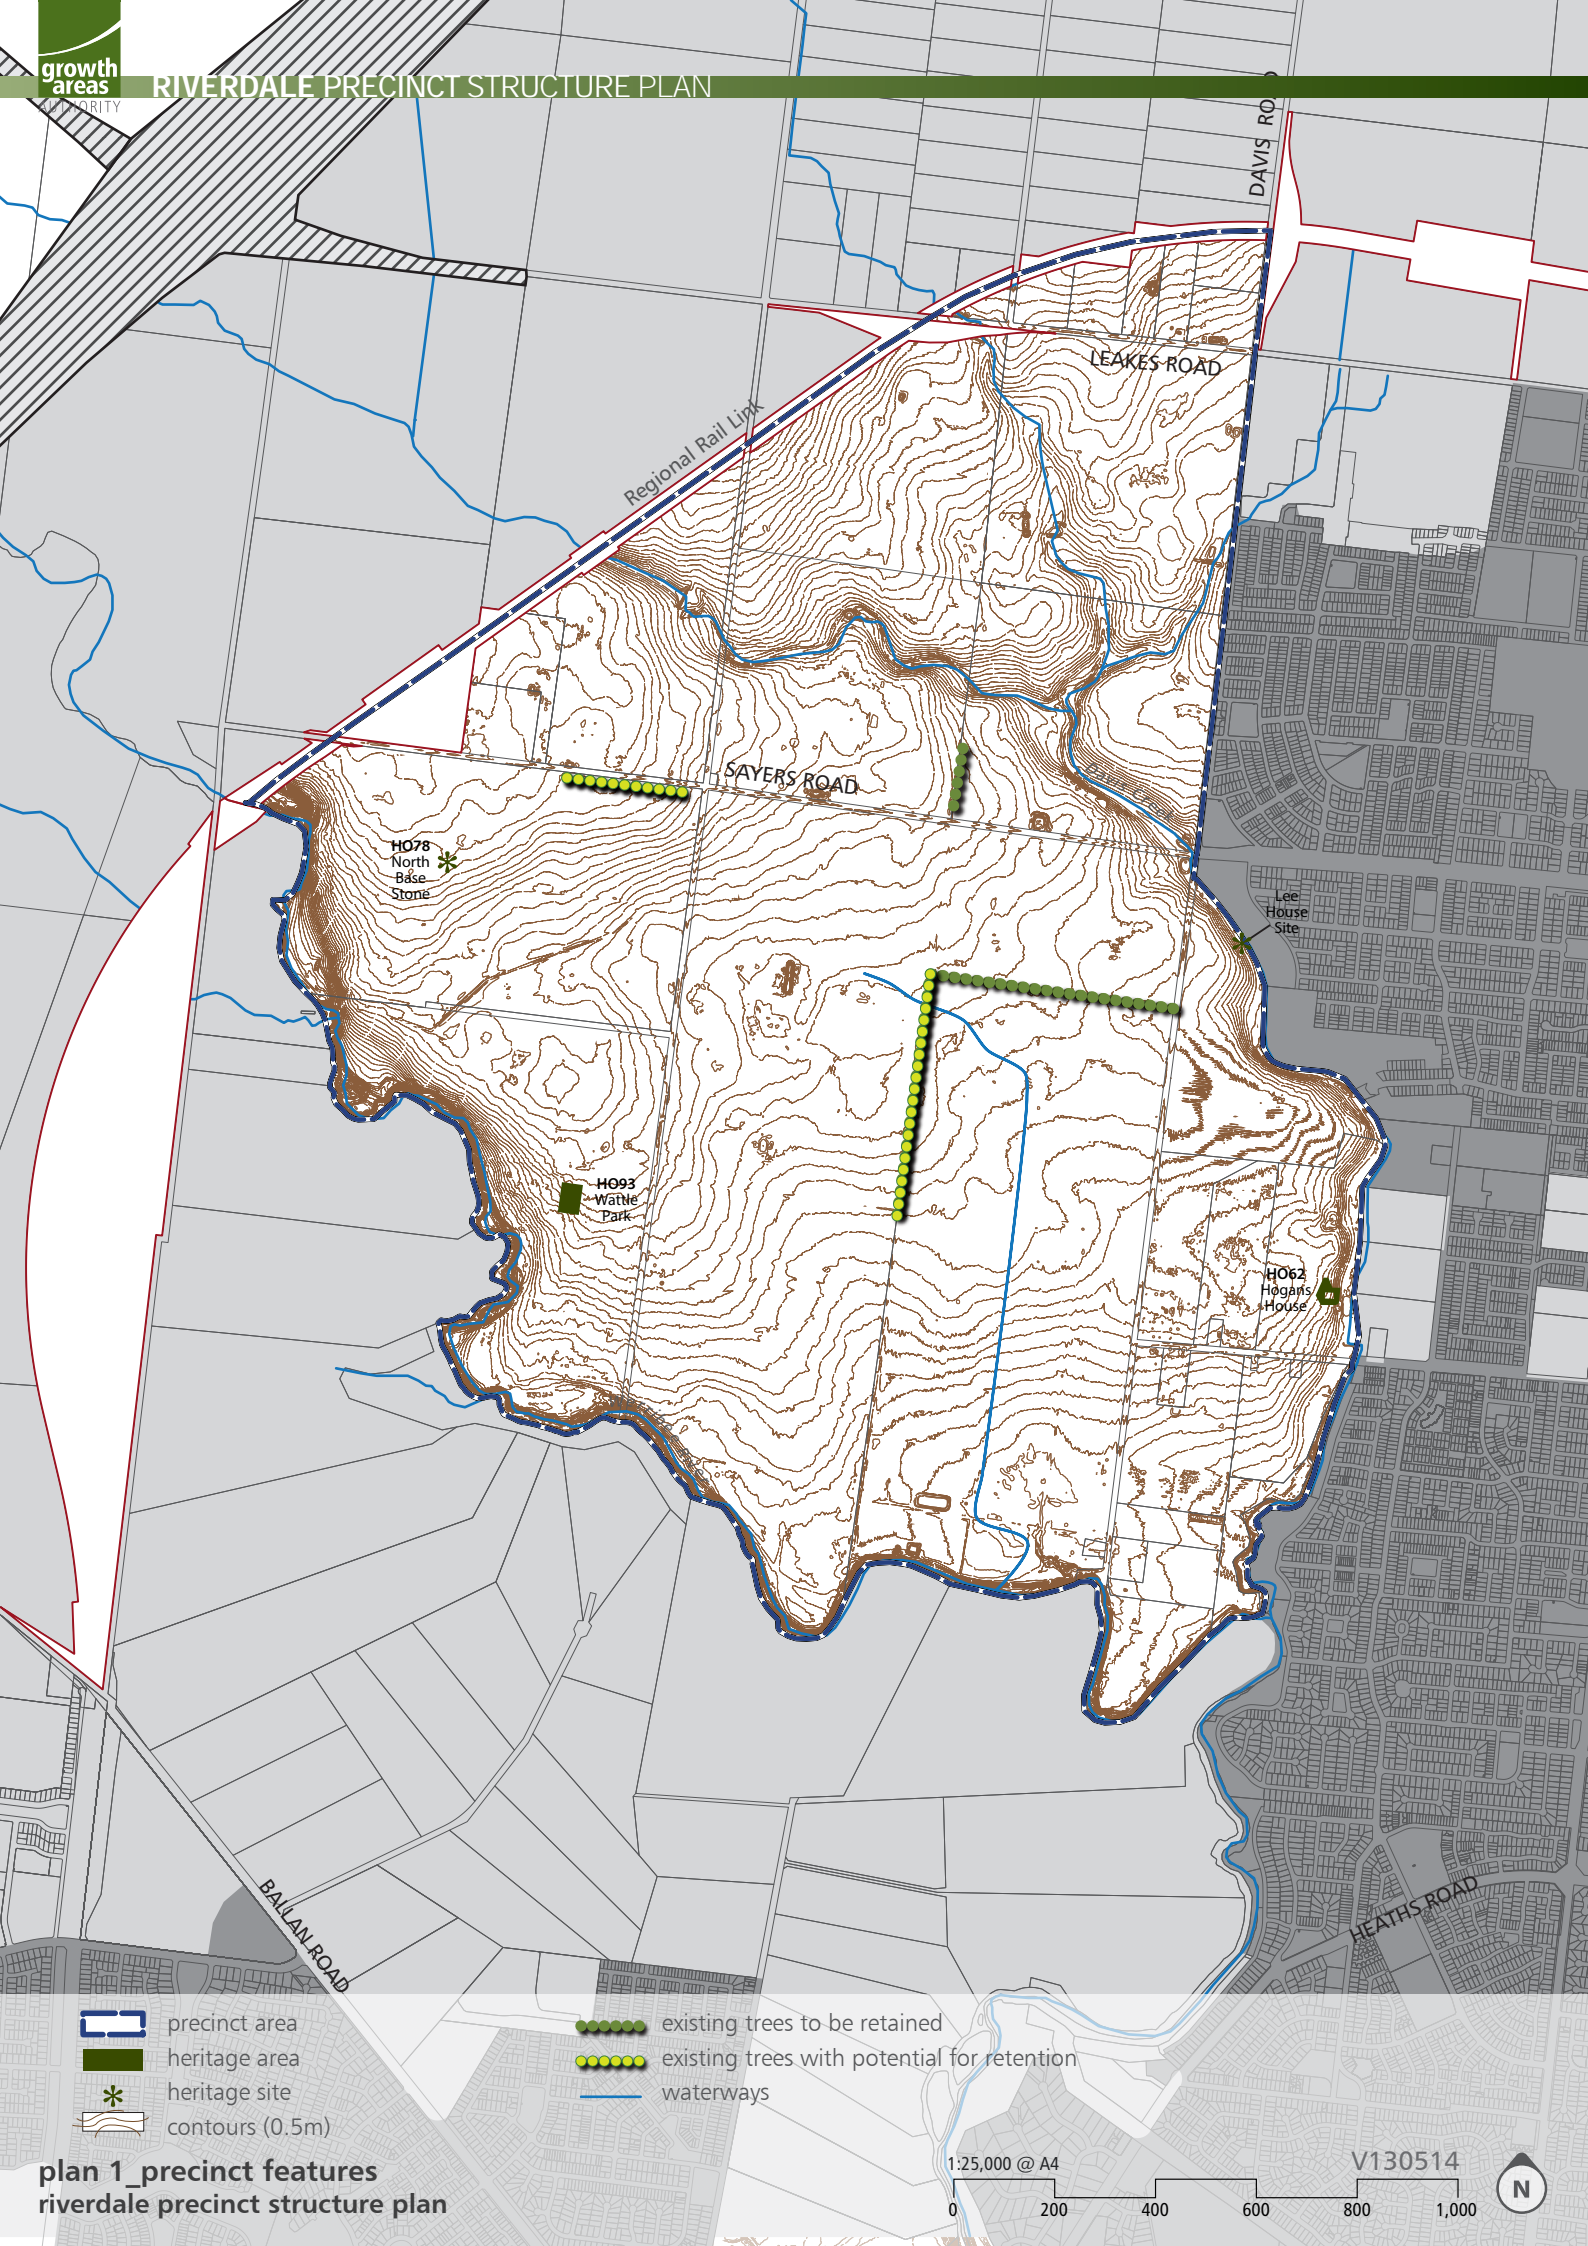 growth
areas
AUTHORITY
RIVERDALE PRECINCT STRUCTURE PLAN
DAVIS ROAD
LEAKES ROAD
Regional Rail Link
SAYERS ROAD
HO78
North
Base
Stone
Lee
House
Site
HO93
Wattle
Park
HO62
Hogans
House
BALLAN ROAD
HEATHS ROAD
precinct area
heritage area
heritage site
contours (0.5m)
existing trees to be retained
existing trees with potential for retention
waterways
plan 1_precinct features
riverdale precinct structure plan
1:25,000 @ A4
V130514
0 200 400 600 800 1,000
N